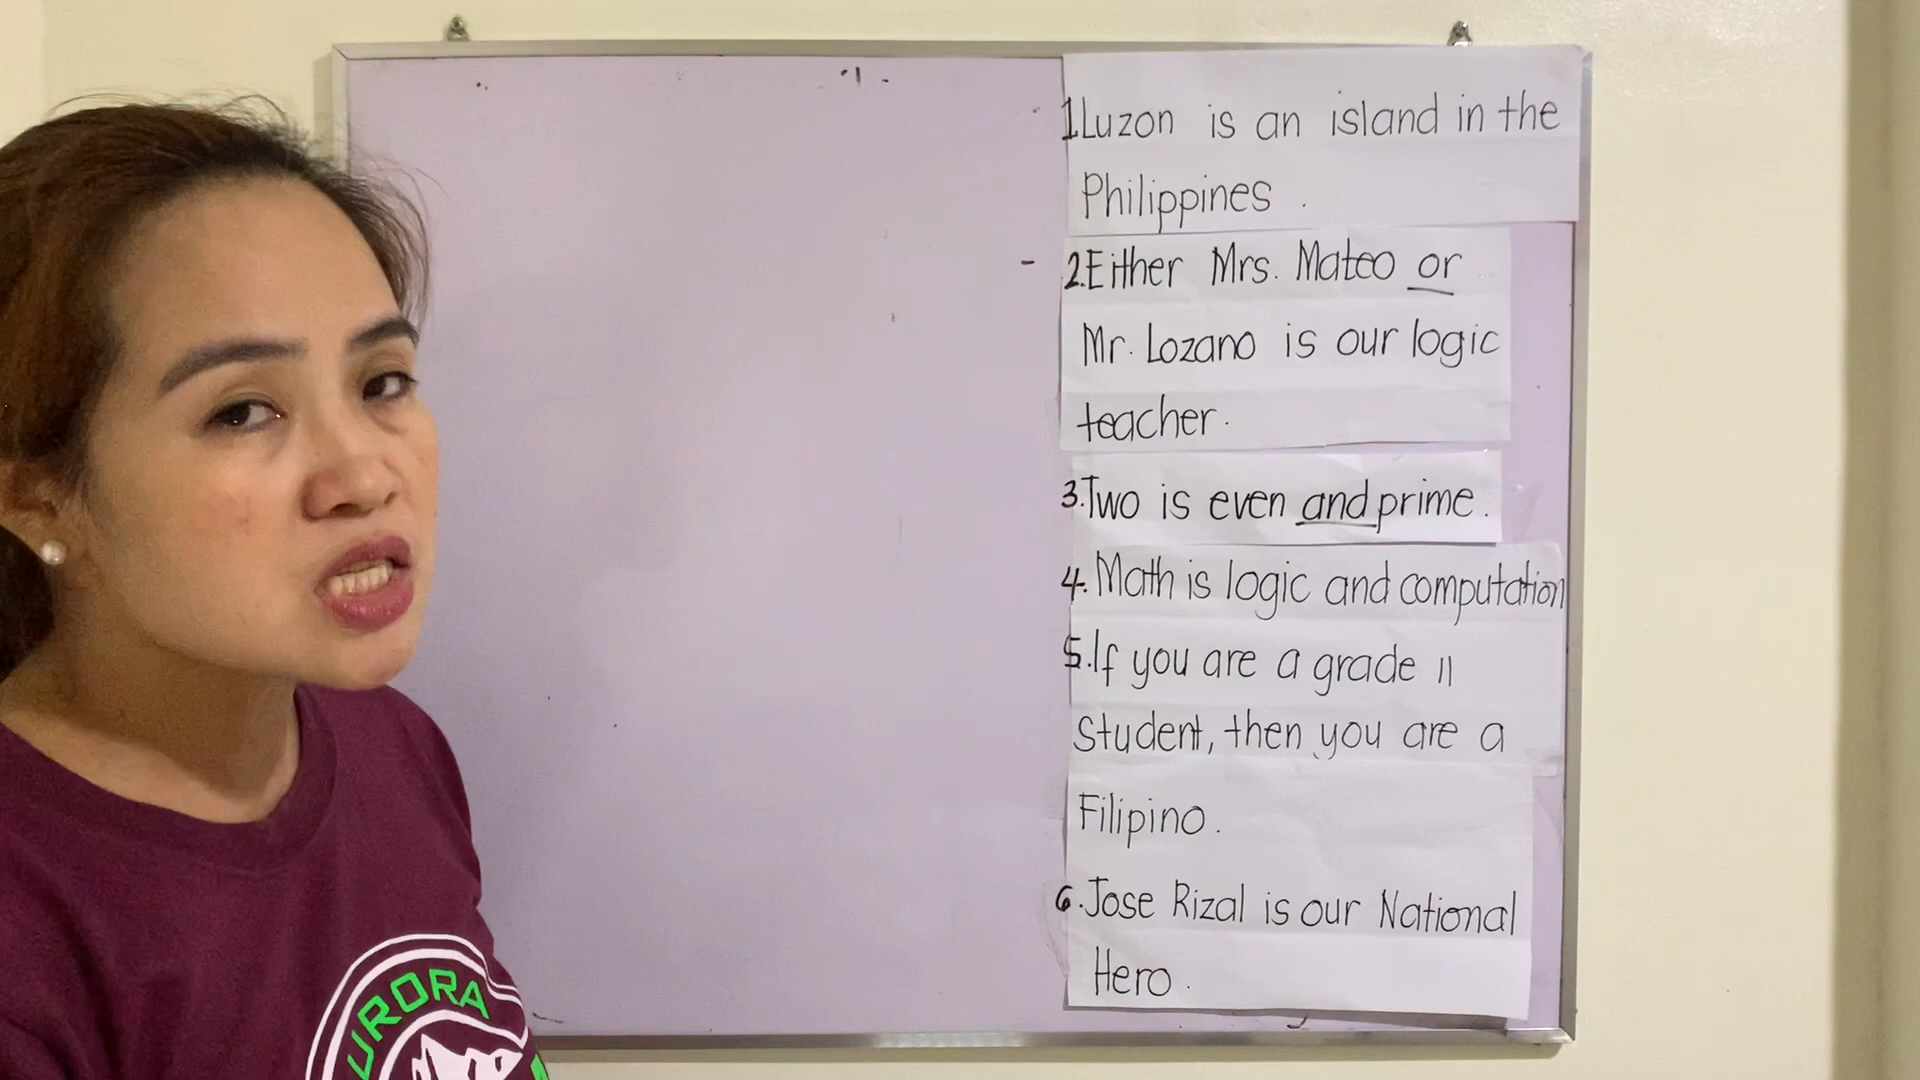 1.Luzon is an island in the
Philippines .
2.Either Mrs. Mateo or
Mr. Lozano is our logic
teacher.
3.Two is even and prime.
4. Math is logic and computation
5.If you are a grade 11
Student, then you are a
Filipino.
6.Jose Rizal is our National
Hero.
URORA